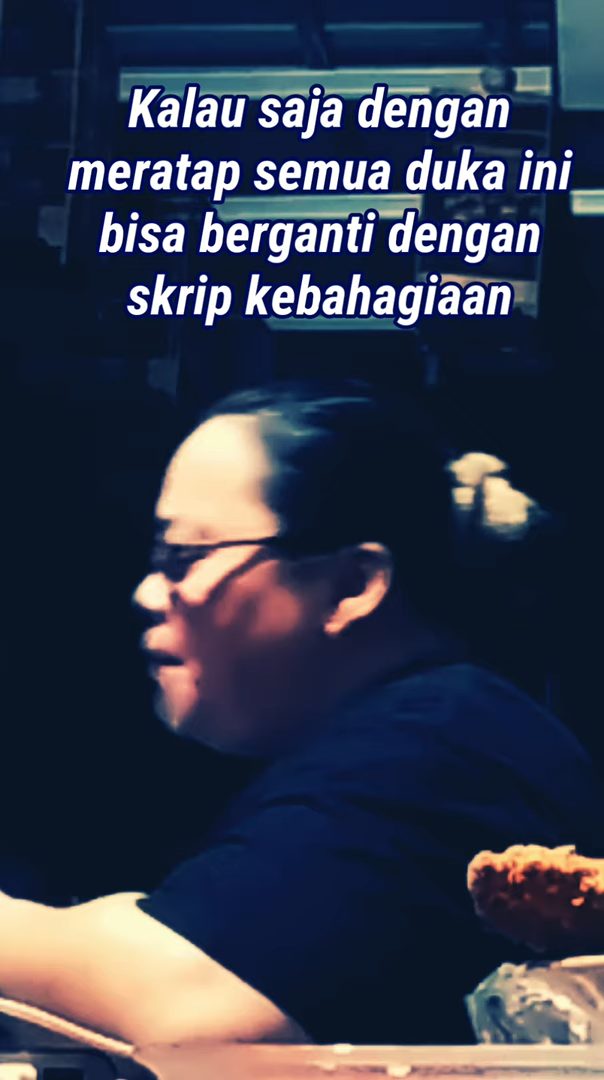 Kalau saja dengan
meratap semua duka ini
bisa berganti dengan
skrip kebahagiaan